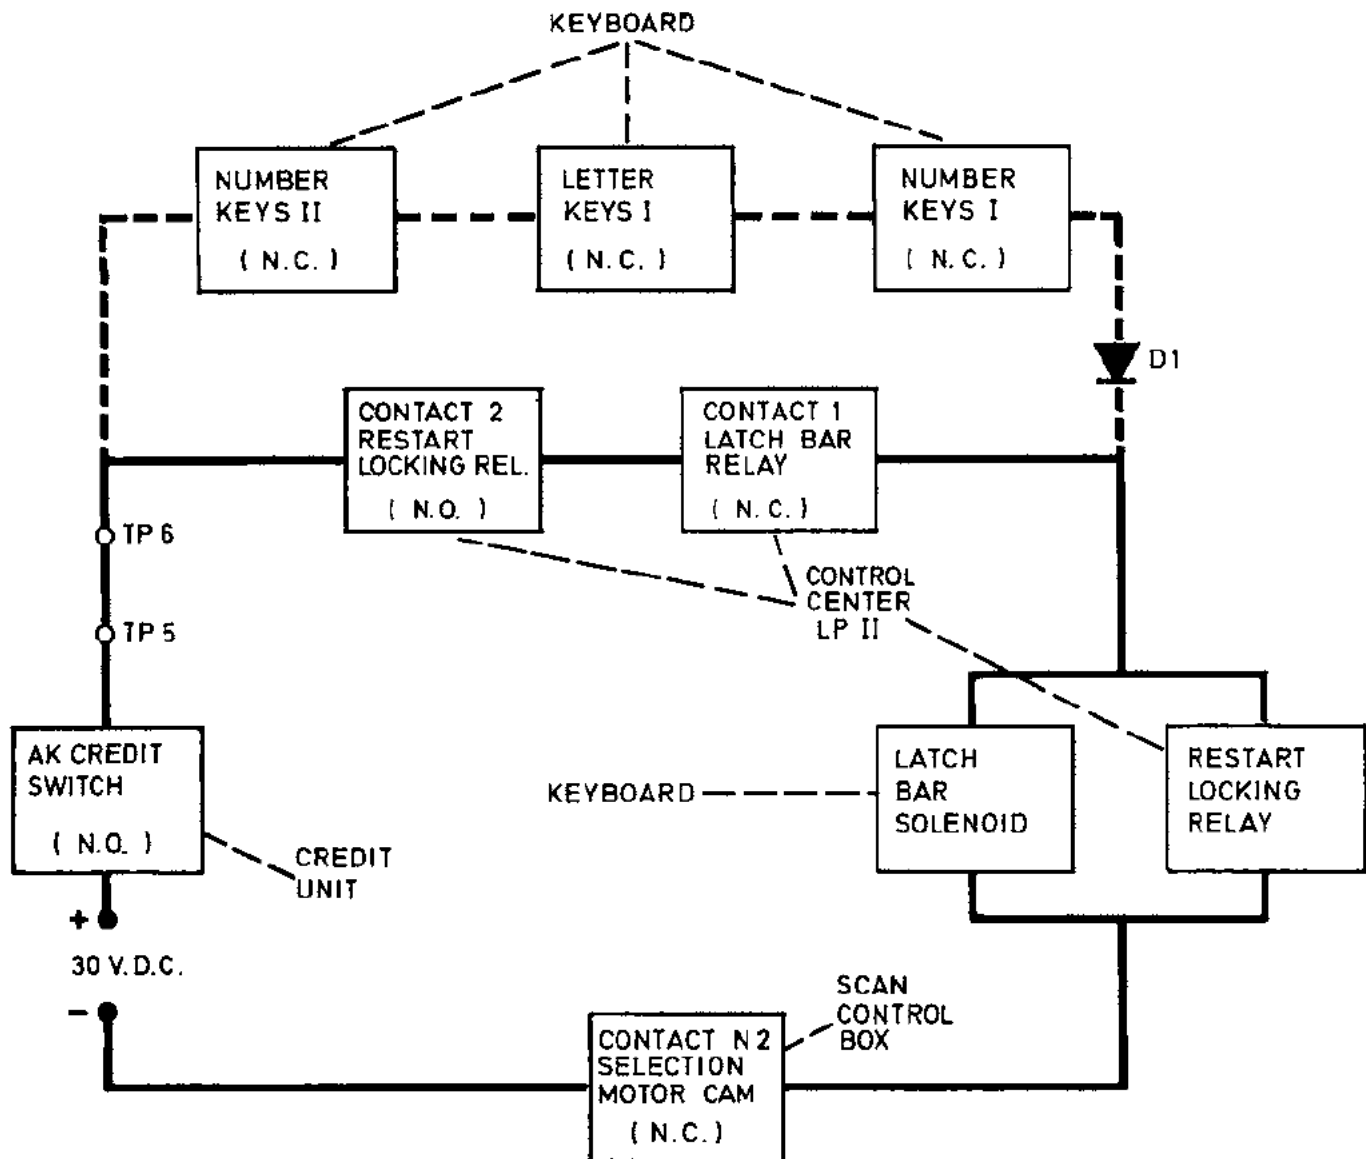 KEYBOARD
NUMBER
KEYS II
( N.C. )
LETTER
KEYS I
( N.C. )
NUMBER
KEYS I
( N.C. )
D1
CONTACT 2
RESTART
LOCKING REL.
( N.O. )
CONTACT 1
LATCH BAR
RELAY
( N.C. )
TP 6
CONTROL
CENTER
LP II
TP 5
AK CREDIT
SWITCH
( N.O. )
CREDIT
UNIT
KEYBOARD
LATCH
BAR
SOLENOID
RESTART
LOCKING
RELAY
+
30 V.D.C.
-
SCAN
CONTROL
BOX
CONTACT N2
SELECTION
MOTOR CAM
( N.C. )